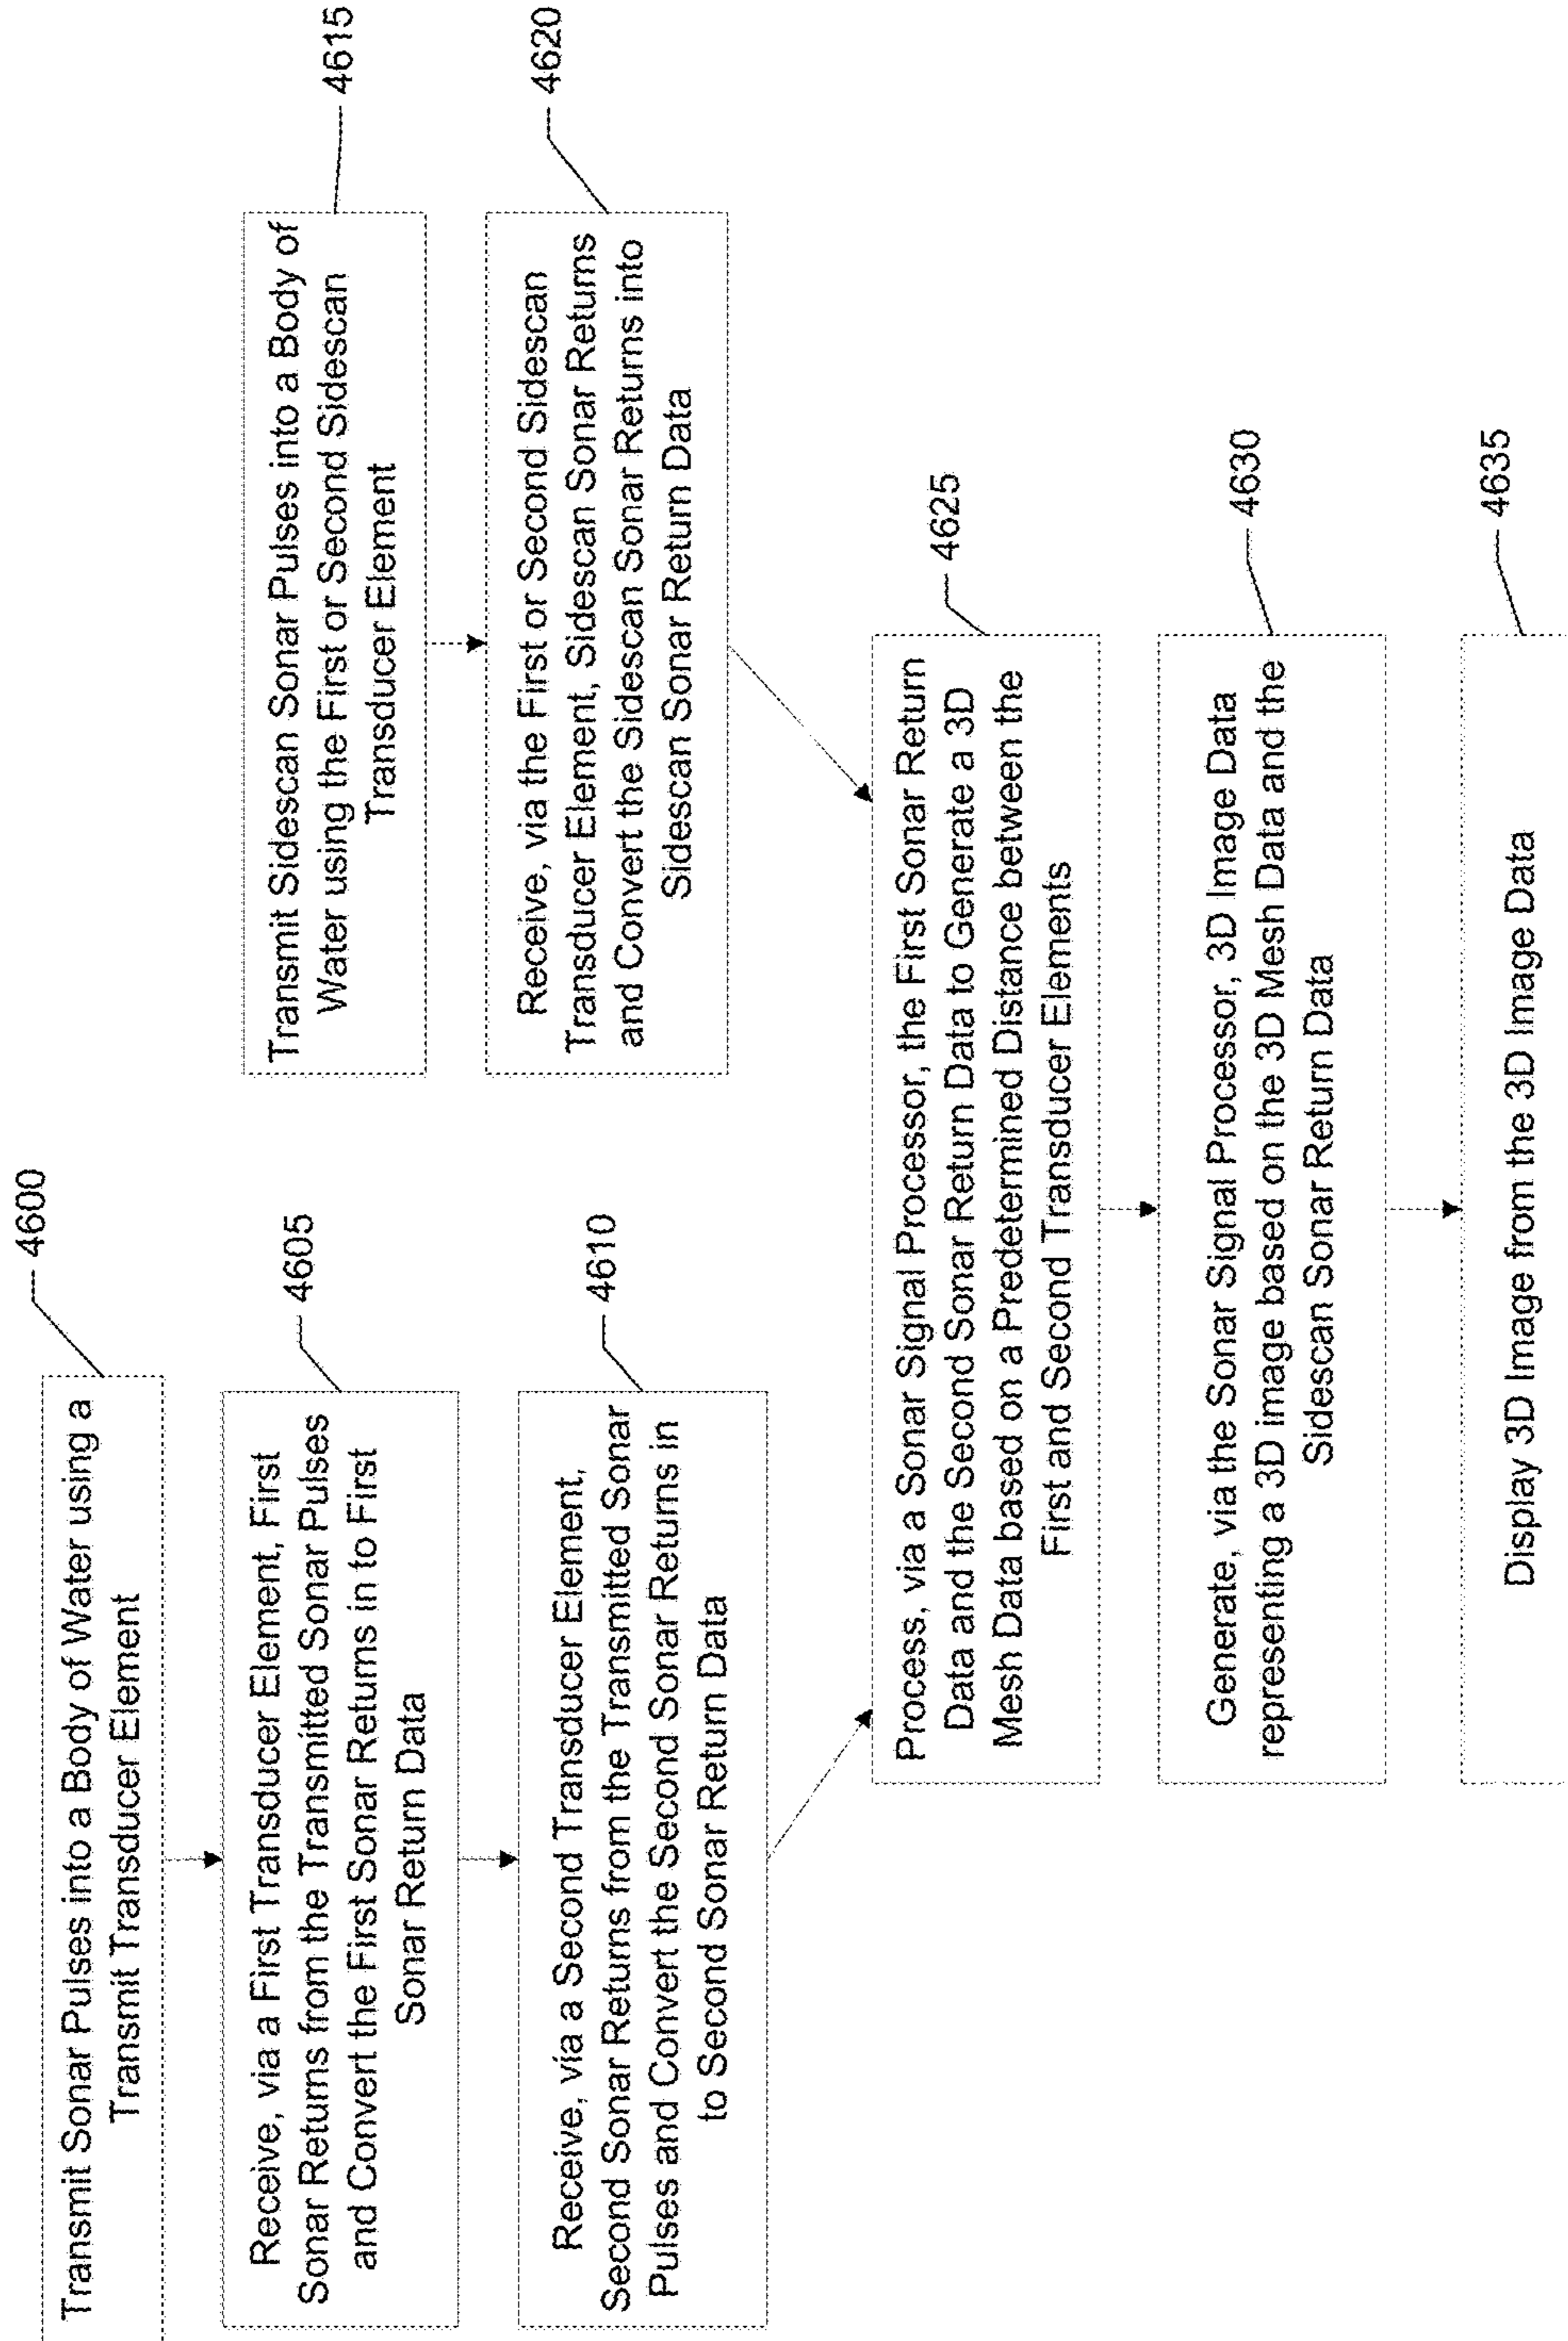 4600
Transmit Sonar Pulses into a Body of Water using a
Transmit Transducer Element
4605
Receive, via a First Transducer Element, First
Sonar Returns from the Transmitted Sonar Pulses
and Convert the First Sonar Returns in to First
Sonar Return Data
4610
Receive, via a Second Transducer Element,
Second Sonar Returns from the Transmitted Sonar
Pulses and Convert the Second Sonar Returns in
to Second Sonar Return Data
4615
Transmit Sidescan Sonar Pulses into a Body of
Water using the First or Second Sidescan
Transducer Element
4620
Receive, via the First or Second Sidescan
Transducer Element, Sidescan Sonar Returns
and Convert the Sidescan Sonar Returns into
Sidescan Sonar Return Data
4625
Process, via a Sonar Signal Processor, the First Sonar Return
Data and the Second Sonar Return Data to Generate a 3D
Mesh Data based on a Predetermined Distance between the
First and Second Transducer Elements
4630
Generate, via the Sonar Signal Processor, 3D Image Data
representing a 3D image based on the 3D Mesh Data and the
Sidescan Sonar Return Data
4635
Display 3D Image from the 3D Image Data